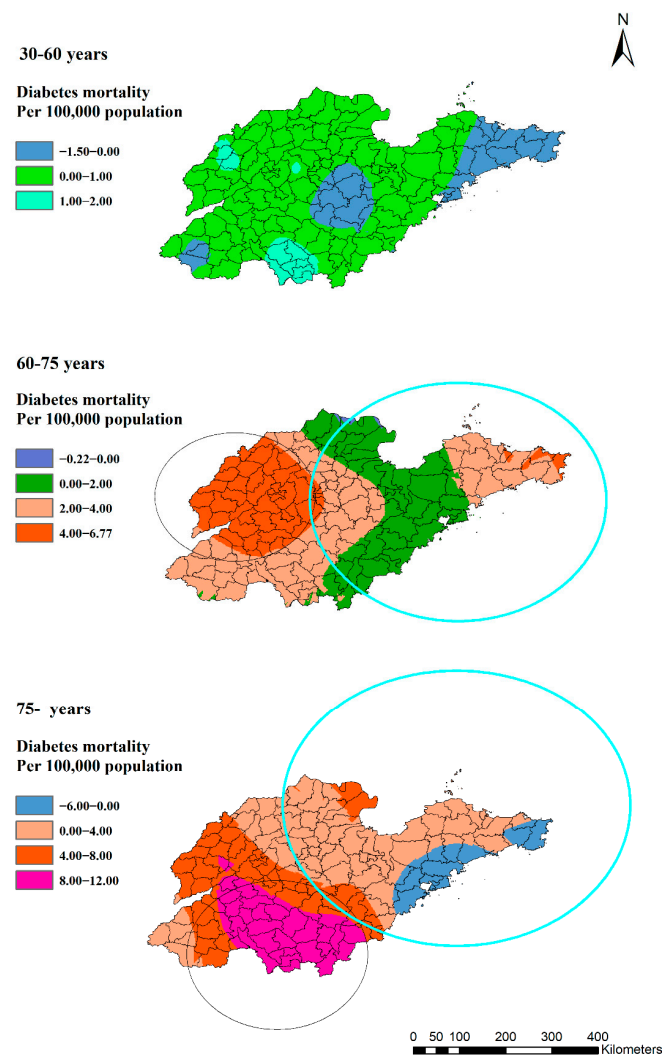 N
30-60 years
Diabetes mortality
Per 100,000 population
−1.50–0.00
0.00–1.00
1.00–2.00
60-75 years
Diabetes mortality
Per 100,000 population
−0.22–0.00
0.00–2.00
2.00–4.00
4.00–6.77
75- years
Diabetes mortality
Per 100,000 population
−6.00–0.00
0.00–4.00
4.00–8.00
8.00–12.00
0 50 100 200 300 400
Kilometers